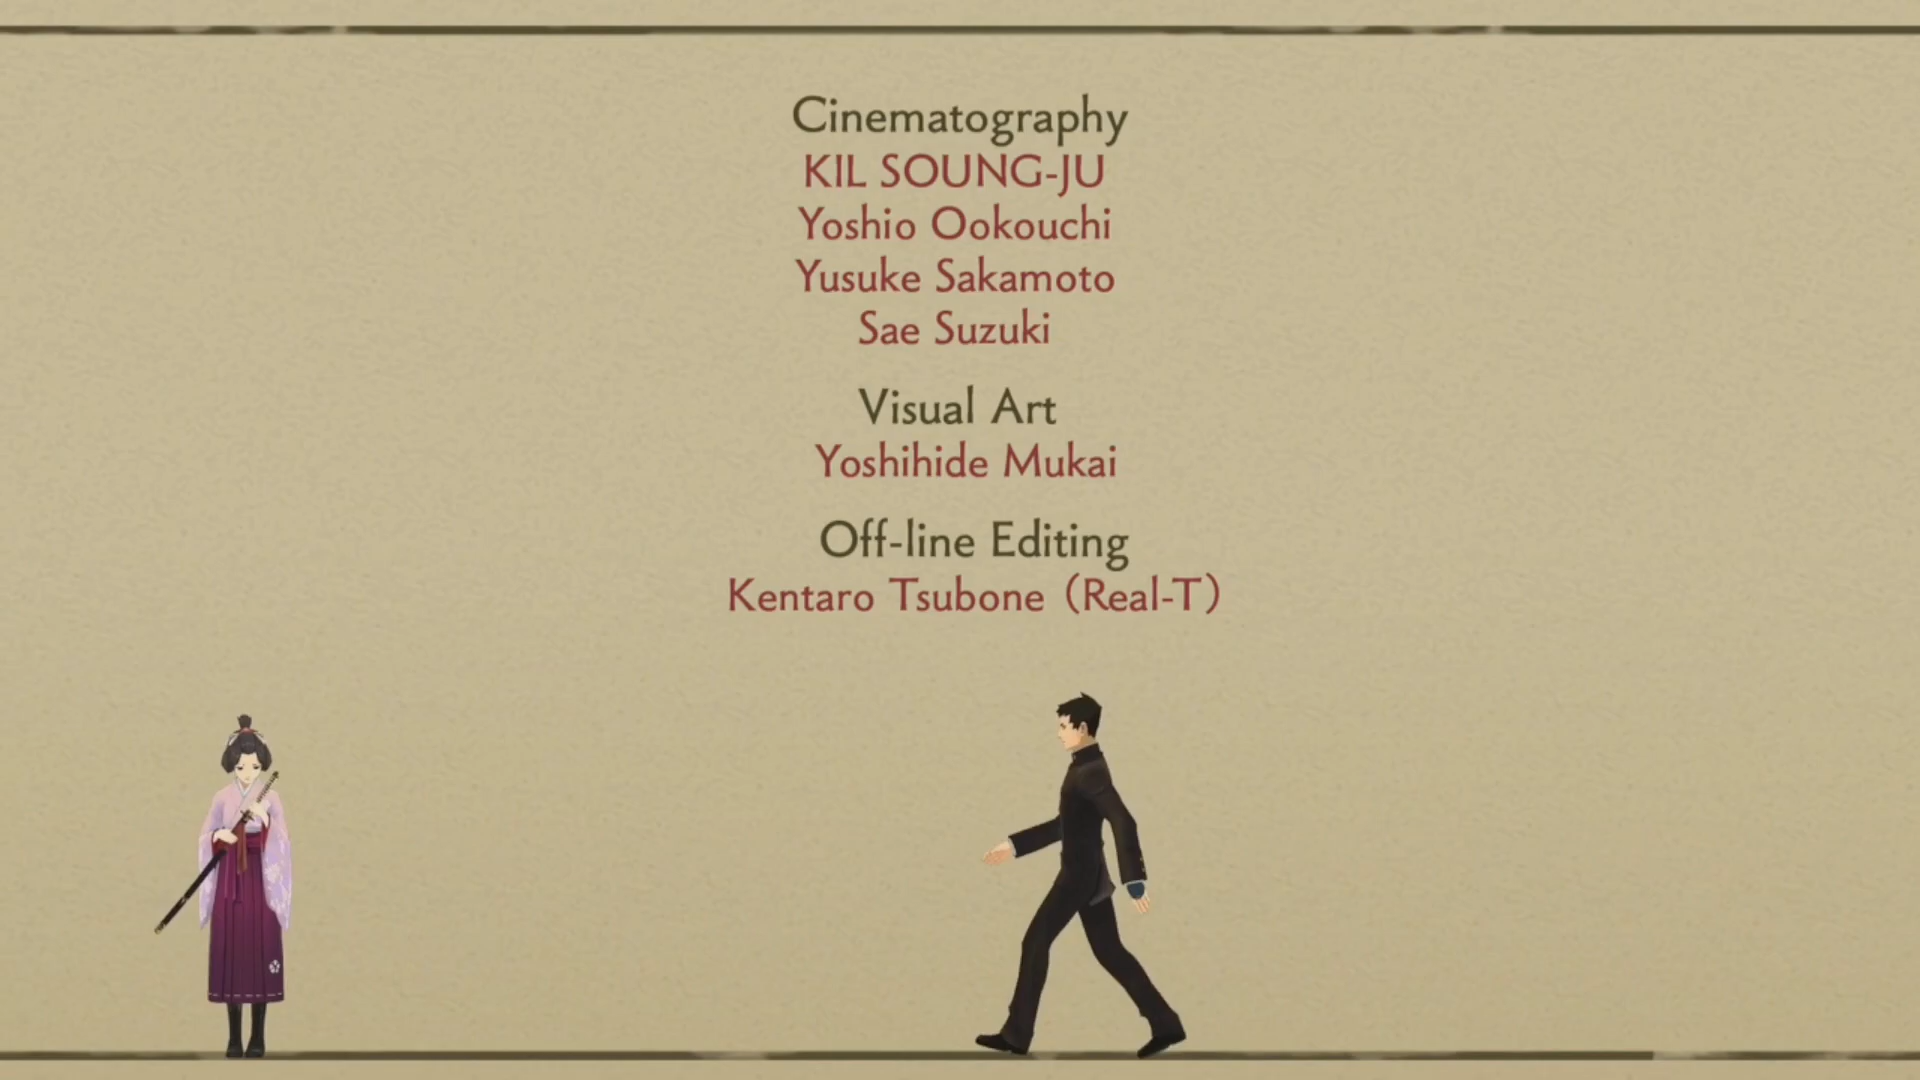 Cinematography
KIL SOUNG-JU
Yoshio Ookouchi
Yusuke Sakamoto
Sae Suzuki
Visual Art
Yoshihide Mukai
Off-line Editing
Kentaro Tsubone (Real-T)